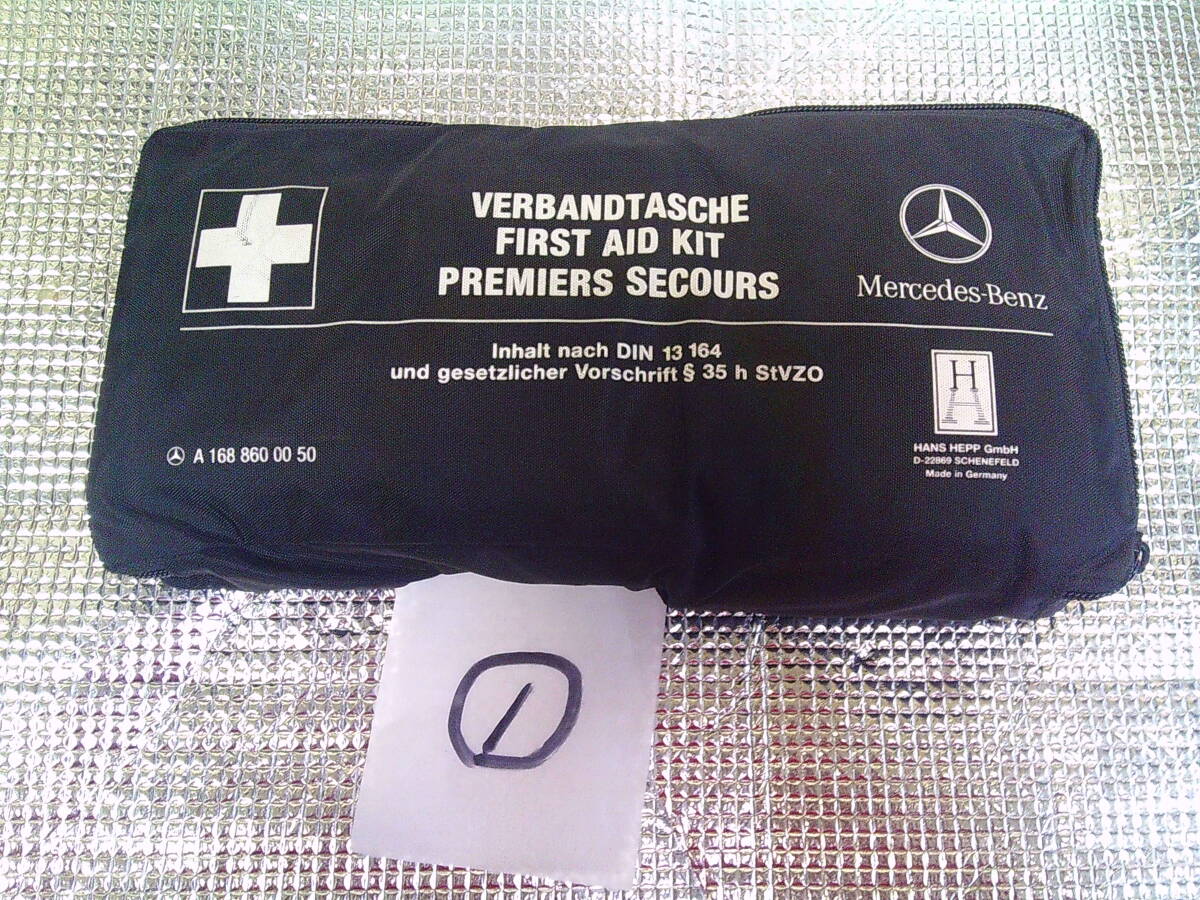 VERBANDTASCHE
FIRST AID KIT
PREMIERS SECOURS
Mercedes-Benz
Inhalt nach DIN 13 164
und gesetzlicher Vorschrift § 35 h StVZO
A 168 860 00 50
H
A
HANS HEPP GmbH
D-22869 SCHENEFELD
Made in Germany
1